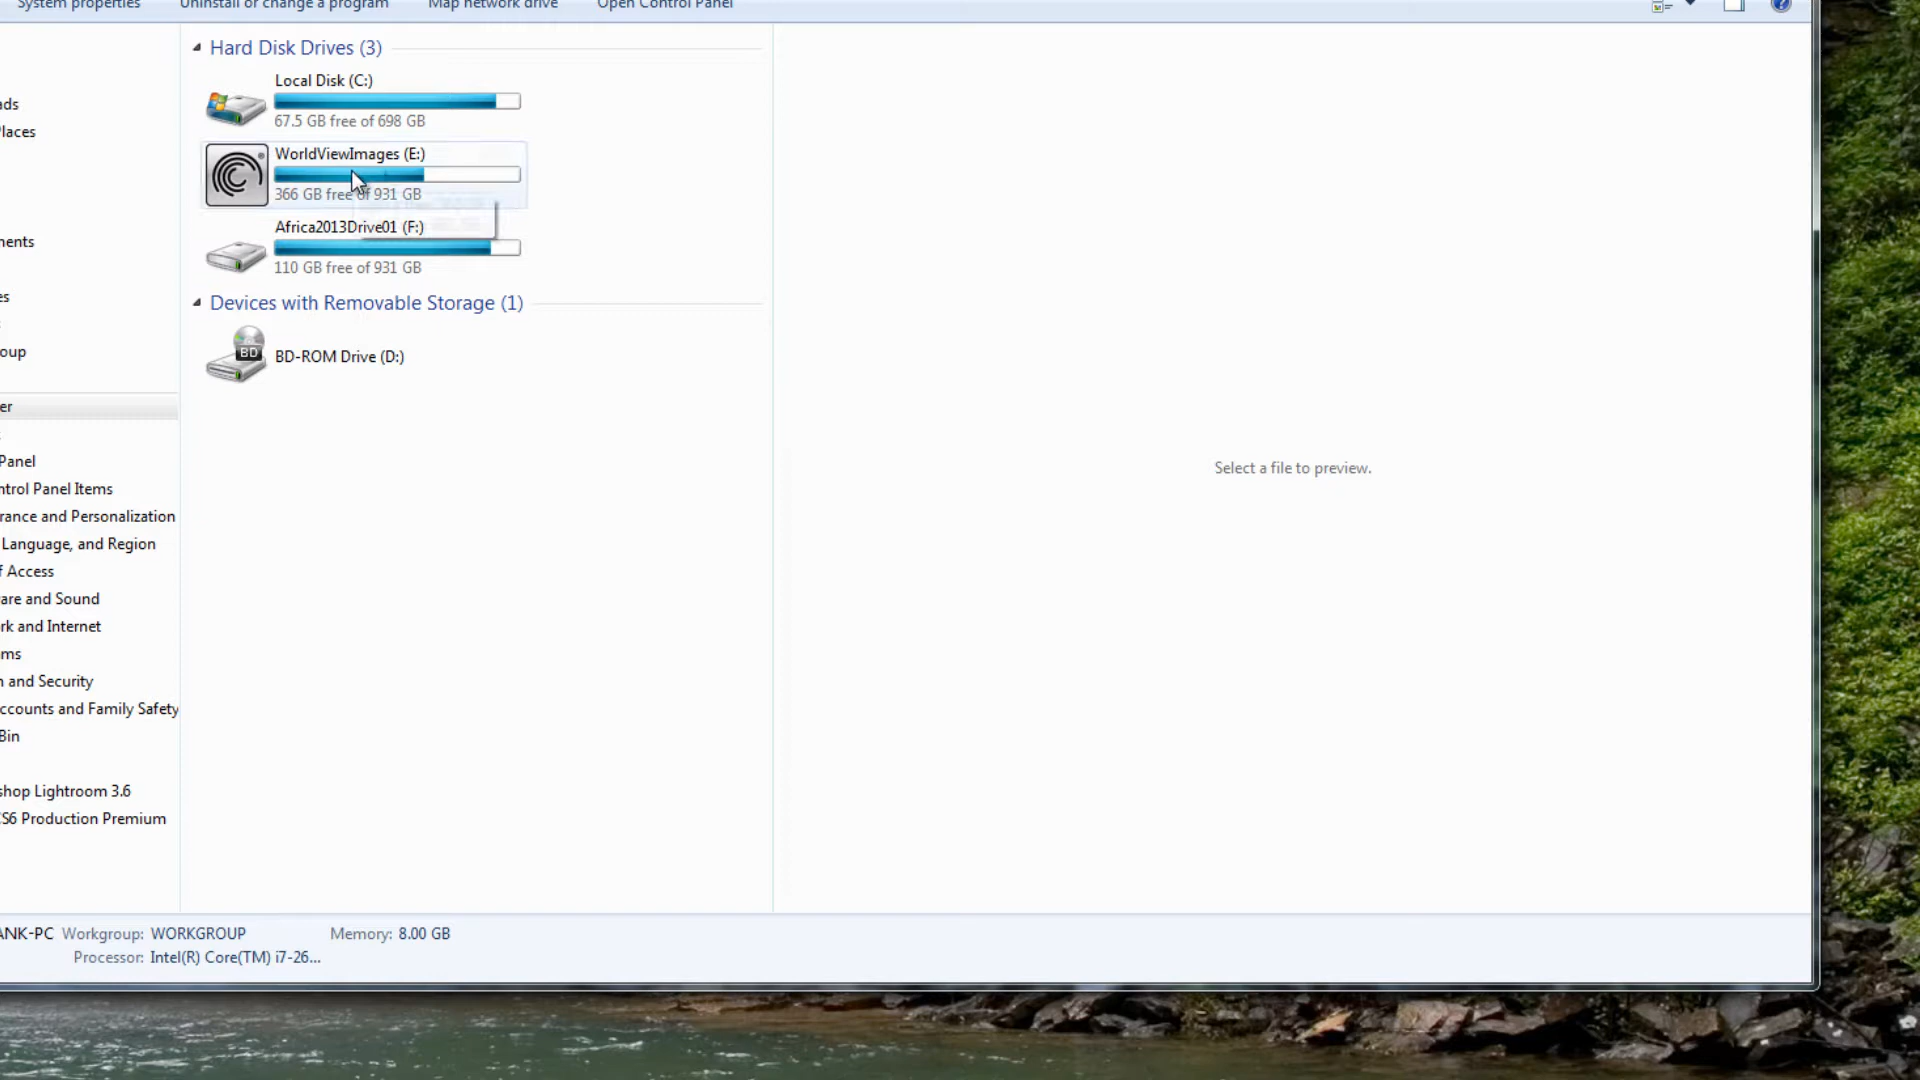 System properties Uninstall or change a program Map network drive Open Control Panel
Hard Disk Drives (3)
Local Disk (C:)
67.5 GB free of 698 GB
WorldViewImages (E:)
366 GB free of 931 GB
Africa2013Drive01 (F:)
110 GB free of 931 GB
Devices with Removable Storage (1)
BD
BD-ROM Drive (D:)
ads
laces
nents
es
oup
er
Panel
ntrol Panel Items
rance and Personalization
Language, and Region
f Access
are and Sound
rk and Internet
ms
n and Security
ccounts and Family Safety
Bin
shop Lightroom 3.6
CS6 Production Premium
Select a file to preview.
ANK-PC Workgroup: WORKGROUP Memory: 8.00 GB
Processor: Intel(R) Core(TM) i7-26...